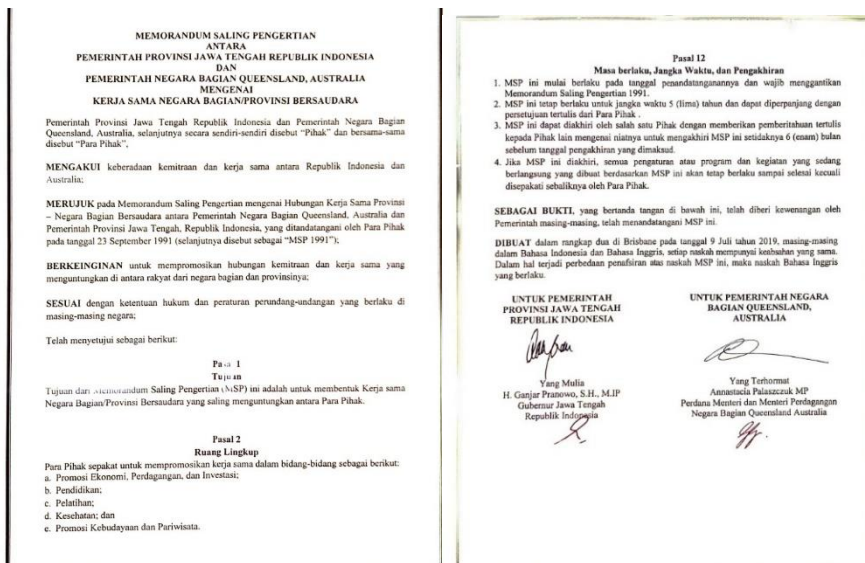 MEMORANDUM SALING PENGERTIAN
ANTARA
PEMERINTAH PROVINSI JAWA TENGAH REPUBLIK INDONESIA
DAN
PEMERINTAH NEGARA BAGIAN QUEENSLAND, AUSTRALIA
MENGENAI
KERJA SAMA NEGARA BAGIAN/PROVINSI BERSAUDARA
Pemerintah Provinsi Jawa Tengah Republik Indonesia dan Pemerintah Negara Bagian
Queensland, Australia, selanjutnya secara sendiri-sendiri disebut “Pihak” dan bersama-sama
disebut “Para Pihak”,
MENGAKUI keberadaan kemitraan dan kerja sama antara Republik Indonesia dan
Australia;
MERUJUK pada Memorandum Saling Pengertian mengenai Hubungan Kerja Sama Provinsi
– Negara Bagian Bersaudara antara Pemerintah Negara Bagian Queensland, Australia dan
Pemerintah Provinsi Jawa Tengah, Republik Indonesia, yang ditandatangani oleh Para Pihak
pada tanggal 23 September 1991 (selanjutnya disebut sebagai “MSP 1991”);
BERKEINGINAN untuk mempromosikan hubungan kemitraan dan kerja sama yang
menguntungkan di antara rakyat dari negara bagian dan provinsinya;
SESUAI dengan ketentuan hukum dan peraturan perundang-undangan yang berlaku di
masing-masing negara;
Telah menyetujui sebagai berikut:
Pasal 1
Tujuan
Tujuan dari Memorandum Saling Pengertian (MSP) ini adalah untuk membentuk Kerja sama
Negara Bagian/Provinsi Bersaudara yang saling menguntungkan antara Para Pihak.
Pasal 2
Ruang Lingkup
Para Pihak sepakat untuk mempromosikan kerja sama dalam bidang-bidang sebagai berikut:
a. Promosi Ekonomi, Perdagangan, dan Investasi;
b. Pendidikan;
c. Pelatihan;
d. Kesehatan; dan
e. Promosi Kebudayaan dan Pariwisata.
Pasal 12
Masa berlaku, Jangka Waktu, dan Pengakhiran
1. MSP ini mulai berlaku pada tanggal penandatanganannya dan wajib menggantikan
Memorandum Saling Pengertian 1991.
2. MSP ini tetap berlaku untuk jangka waktu 5 (lima) tahun dan dapat diperpanjang dengan
persetujuan tertulis dari Para Pihak .
3. MSP ini dapat diakhiri oleh salah satu Pihak dengan memberikan pemberitahuan tertulis
kepada Pihak lain mengenai niatnya untuk mengakhiri MSP ini setidaknya 6 (enam) bulan
sebelum tanggal pengakhiran yang dimaksud.
4. Jika MSP ini diakhiri, semua pengaturan atau program dan kegiatan yang sedang
berlangsung yang dibuat berdasarkan MSP ini akan tetap berlaku sampai selesai kecuali
disepakati sebaliknya oleh Para Pihak.
SEBAGAI BUKTI, yang bertanda tangan di bawah ini, telah diberi kewenangan oleh
Pemerintah masing-masing, telah menandatangani MSP ini.
DIBUAT dalam rangkap dua di Brisbane pada tanggal 9 Juli tahun 2019, masing-masing
dalam Bahasa Indonesia dan Bahasa Inggris, setiap naskah mempunyai keabsahan yang sama.
Dalam hal terjadi perbedaan penafsiran atas naskah MSP ini, maka naskah Bahasa Inggris
yang berlaku.
UNTUK PEMERINTAH
PROVINSI JAWA TENGAH
REPUBLIK INDONESIA
Yang Mulia
H. Ganjar Pranowo, S.H., M.IP
Gubernur Jawa Tengah
Republik Indonesia
UNTUK PEMERINTAH NEGARA
BAGIAN QUEENSLAND,
AUSTRALIA
Yang Terhormat
Annastacia Palaszczuk MP
Perdana Menteri dan Menteri Perdagangan
Negara Bagian Queensland Australia